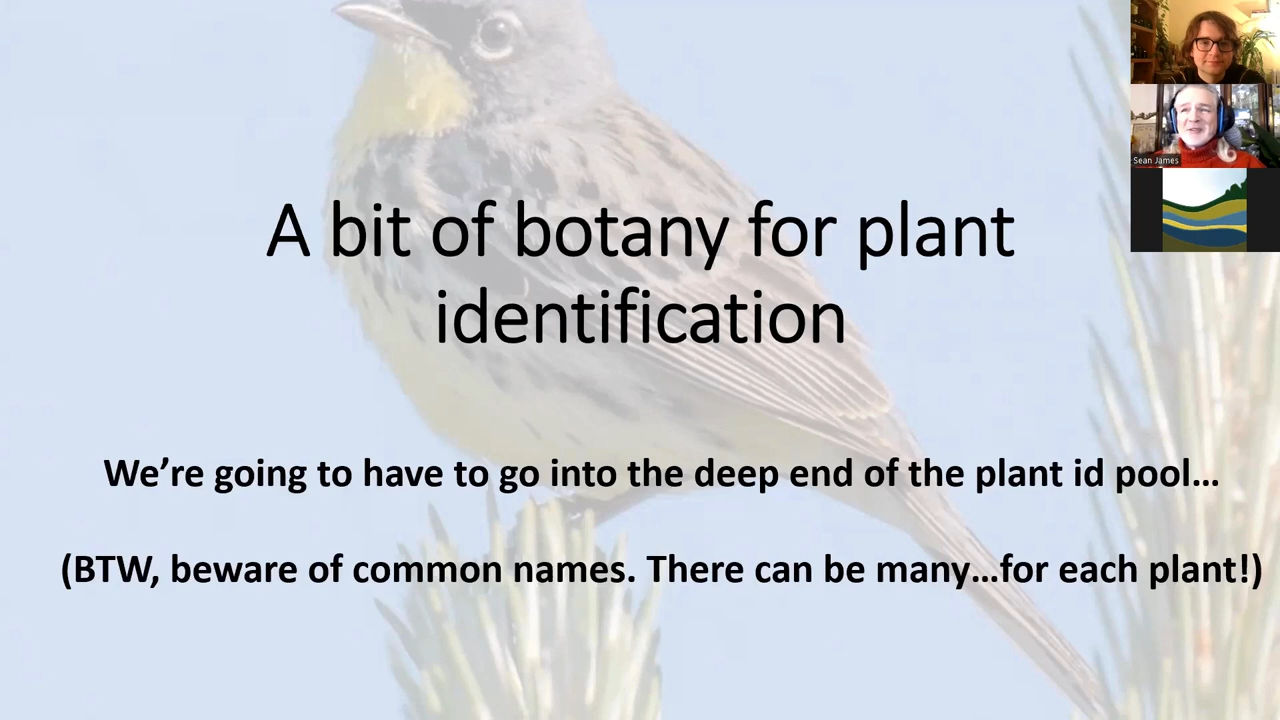 A bit of botany for plant
identification
We’re going to have to go into the deep end of the plant id pool…
(BTW, beware of common names. There can be many…for each plant!)
Sean James